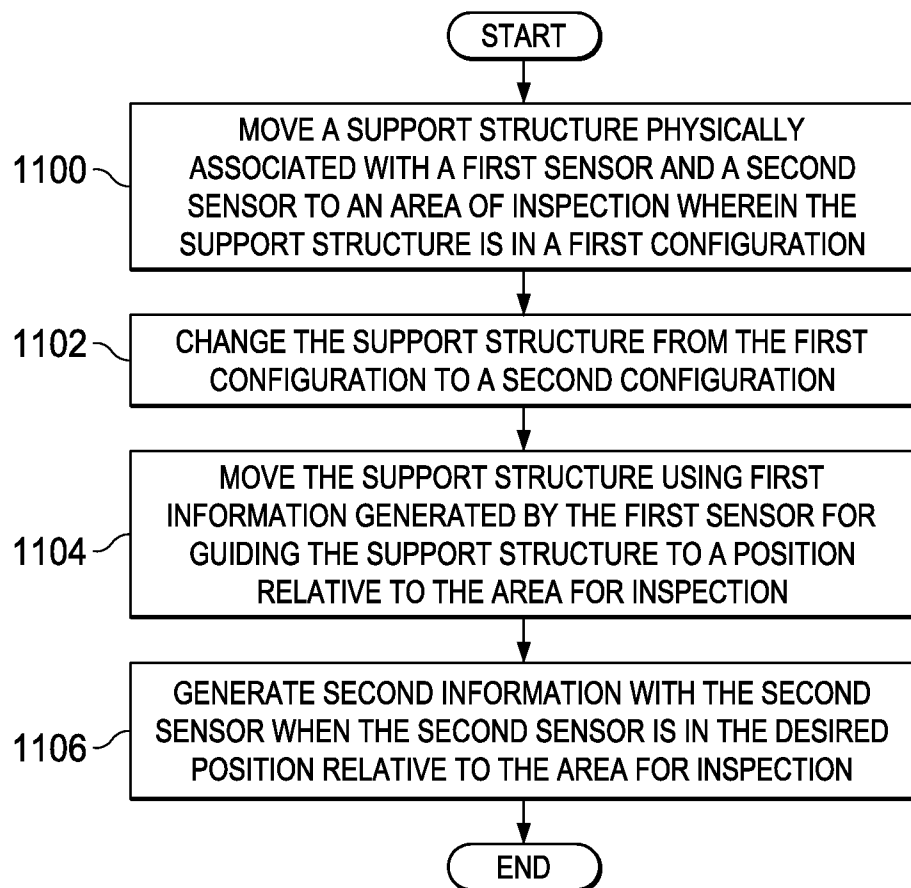 START
1100
MOVE A SUPPORT STRUCTURE PHYSICALLY
ASSOCIATED WITH A FIRST SENSOR AND A SECOND
SENSOR TO AN AREA OF INSPECTION WHEREIN THE
SUPPORT STRUCTURE IS IN A FIRST CONFIGURATION
1102
CHANGE THE SUPPORT STRUCTURE FROM THE FIRST
CONFIGURATION TO A SECOND CONFIGURATION
1104
MOVE THE SUPPORT STRUCTURE USING FIRST
INFORMATION GENERATED BY THE FIRST SENSOR FOR
GUIDING THE SUPPORT STRUCTURE TO A POSITION
RELATIVE TO THE AREA FOR INSPECTION
1106
GENERATE SECOND INFORMATION WITH THE SECOND
SENSOR WHEN THE SECOND SENSOR IS IN THE DESIRED
POSITION RELATIVE TO THE AREA FOR INSPECTION
END